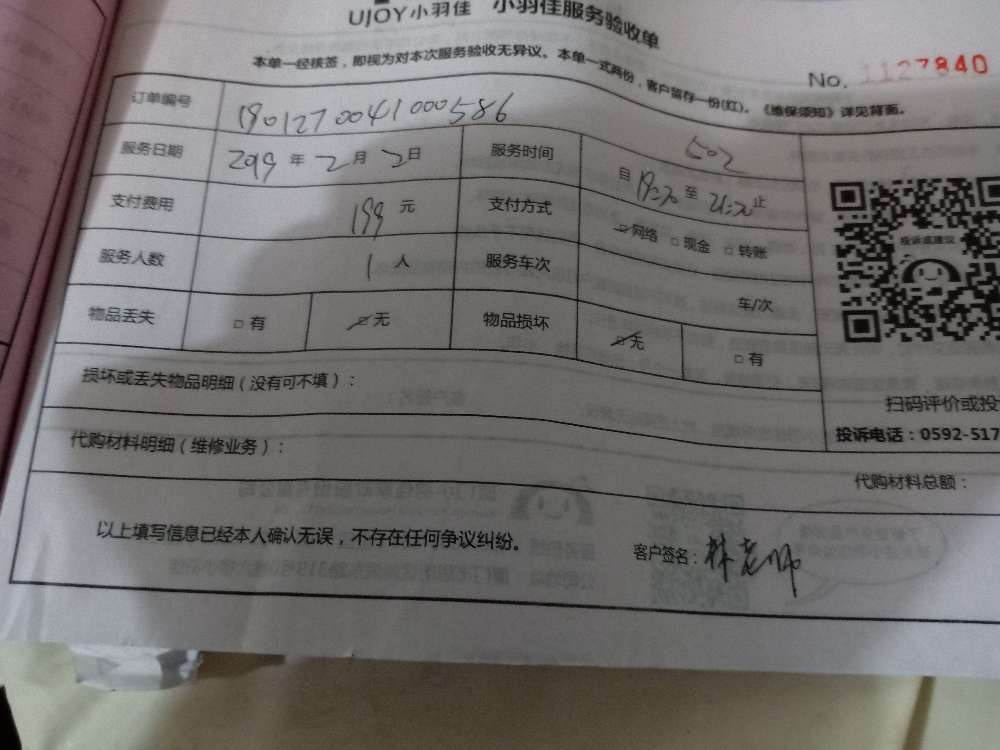 UJOY小羽佳 小羽佳服务验收单
本单一经核签，即视为对本次服务验收无异议。本单一式两份，客户留存一份(红)。《维保须知》详见背面。
No. 1127840
订单编号 1901270041000586
502
服务日期 2019 年 2 月 2 日 服务时间 自 19:20 至 21:20 止
支付费用 199 元 支付方式 □网络 □现金 □转账
服务人数 1 人 服务车次 车/次
物品丢失 □有 □无 物品损坏 □无 □有
投诉或建议
扫码评价或投
投诉电话：0592-517
损坏或丢失物品明细（没有可不填）：
代购材料明细（维修业务）：
代购材料总额：
以上填写信息已经本人确认无误，不存在任何争议纠纷。
客户签名：林老师